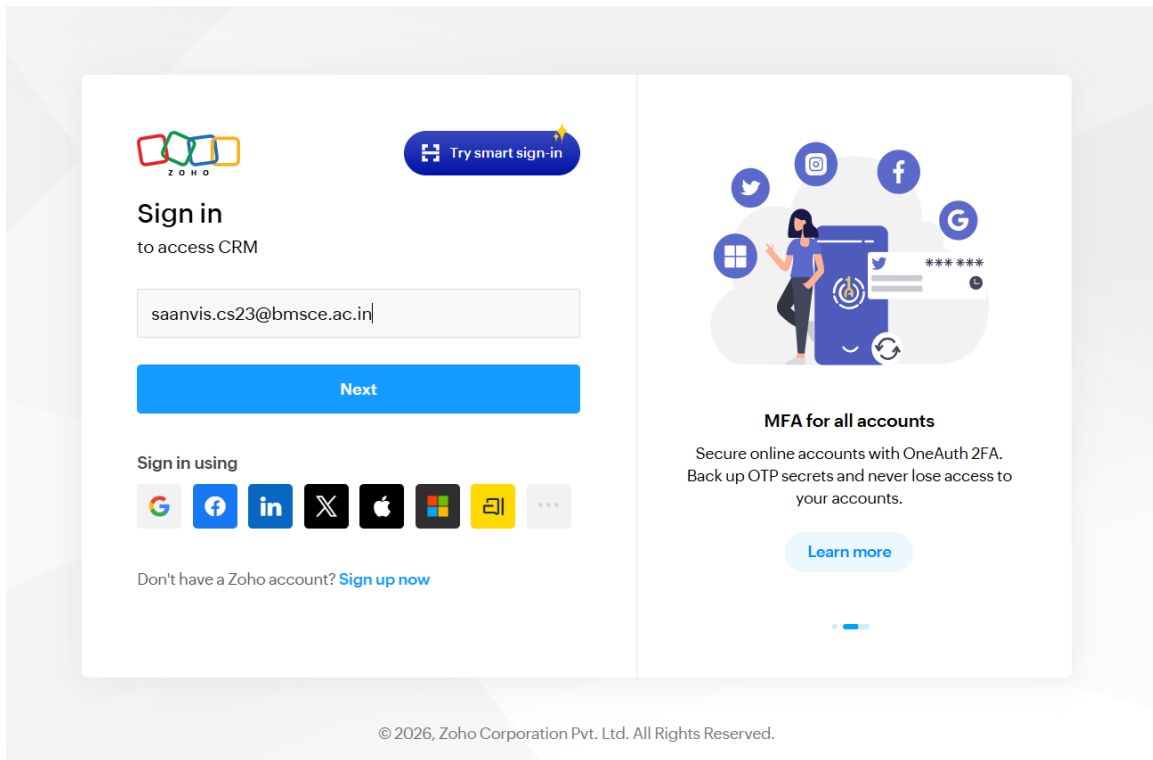 ZOHO
Try smart sign-in
Sign in
to access CRM
saanvis.cs23@bmsce.ac.in
Next
Sign in using
Don't have a Zoho account? Sign up now
*** ***
MFA for all accounts
Secure online accounts with OneAuth 2FA.
Back up OTP secrets and never lose access to
your accounts.
Learn more
© 2026, Zoho Corporation Pvt. Ltd. All Rights Reserved.